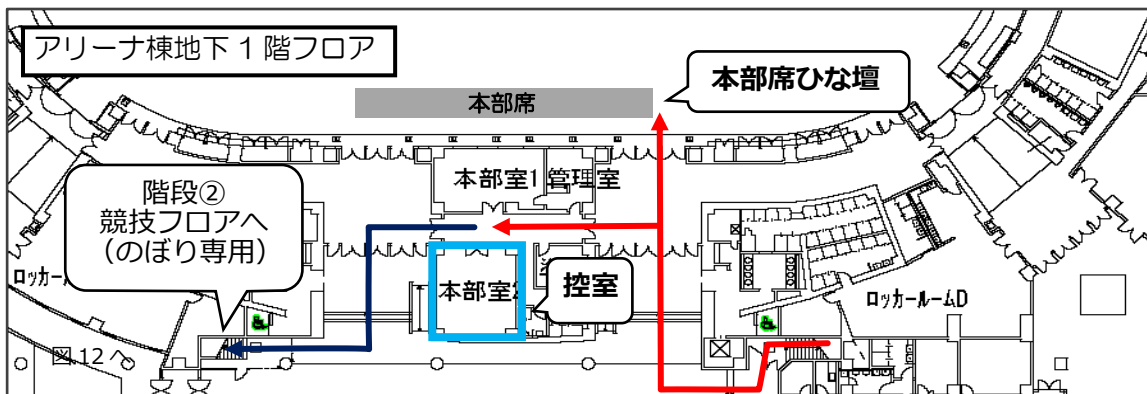 アリーナ棟地下１階フロア
本部席
本部席ひな壇
本部室1 管理室
階段②
競技フロアへ
（のぼり専用）
ロッカール
本部室2
控室
ロッカールームD
図12へ